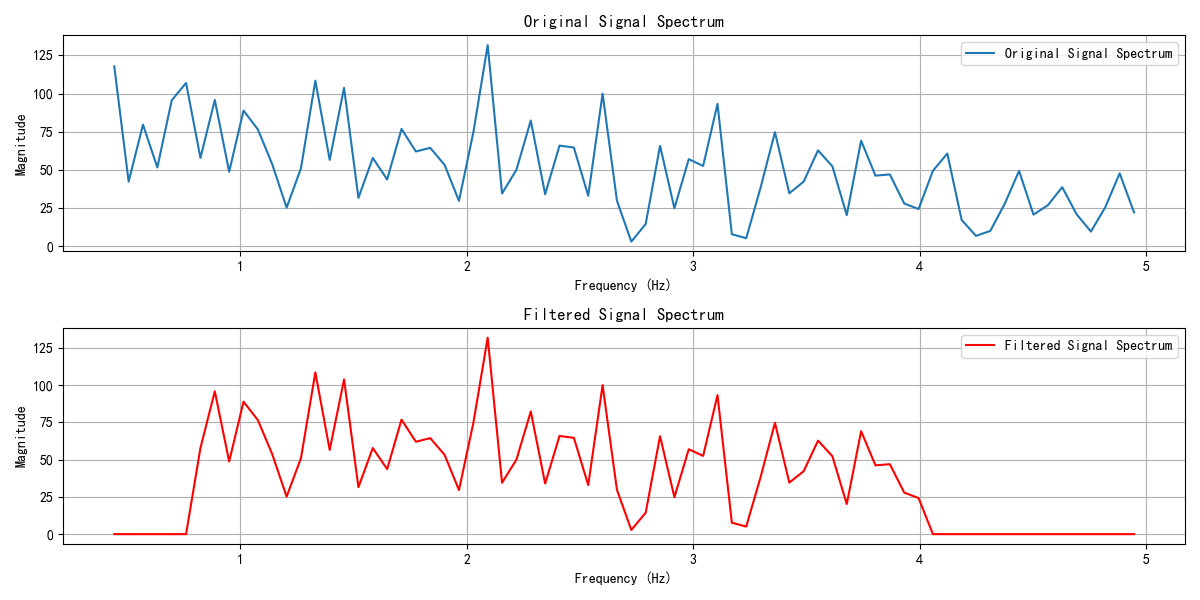 Original Signal Spectrum
Original Signal Spectrum
Magnitude
125
100
75
50
25
0
1
2
3
4
5
Frequency (Hz)
Filtered Signal Spectrum
Filtered Signal Spectrum
Magnitude
125
100
75
50
25
0
1
2
3
4
5
Frequency (Hz)